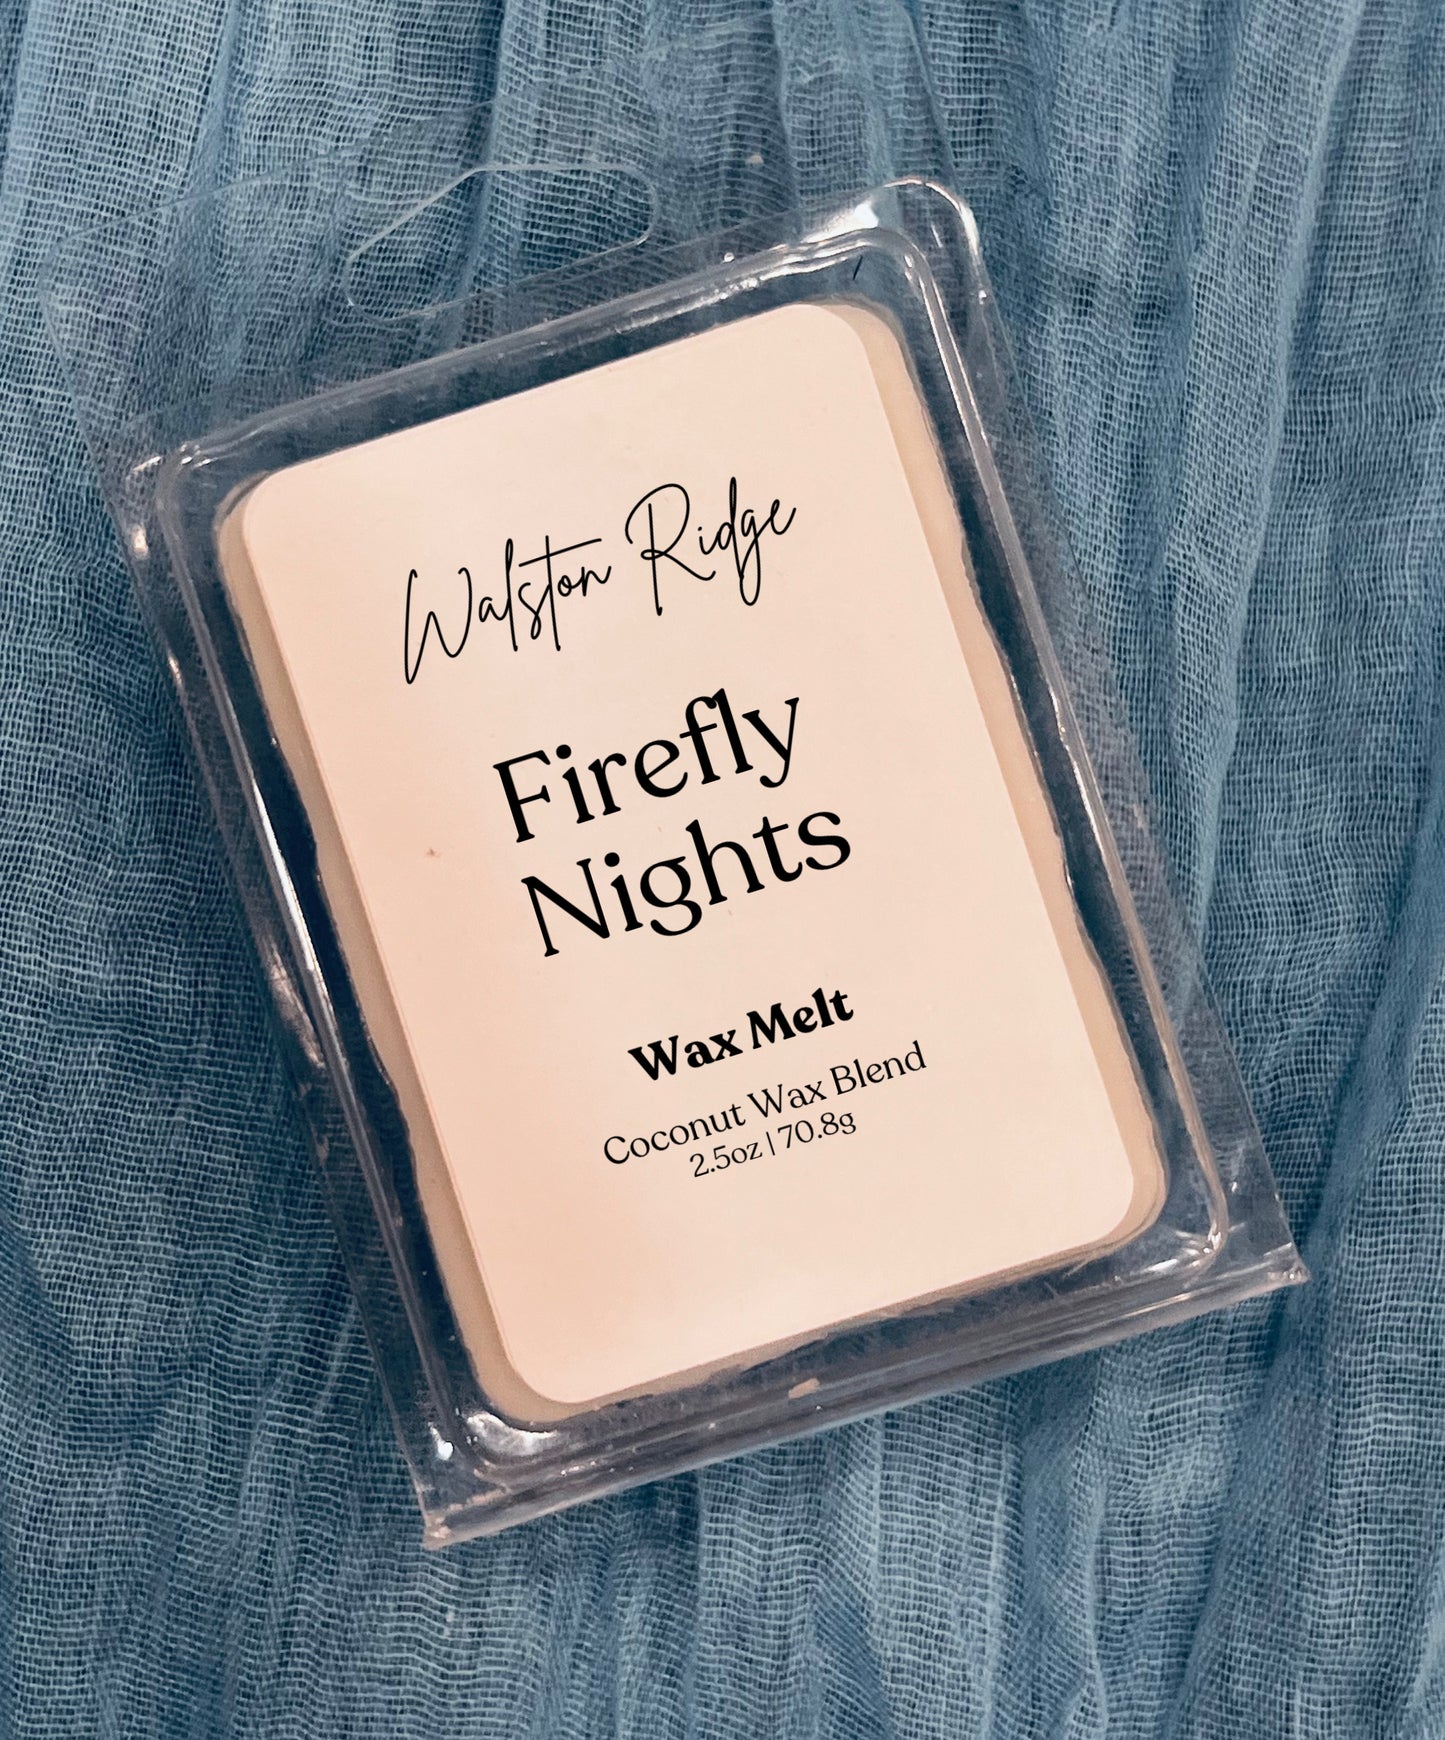 Walston Ridge
Firefly
Nights
Wax Melt
Coconut Wax Blend
2.5oz | 70.8g